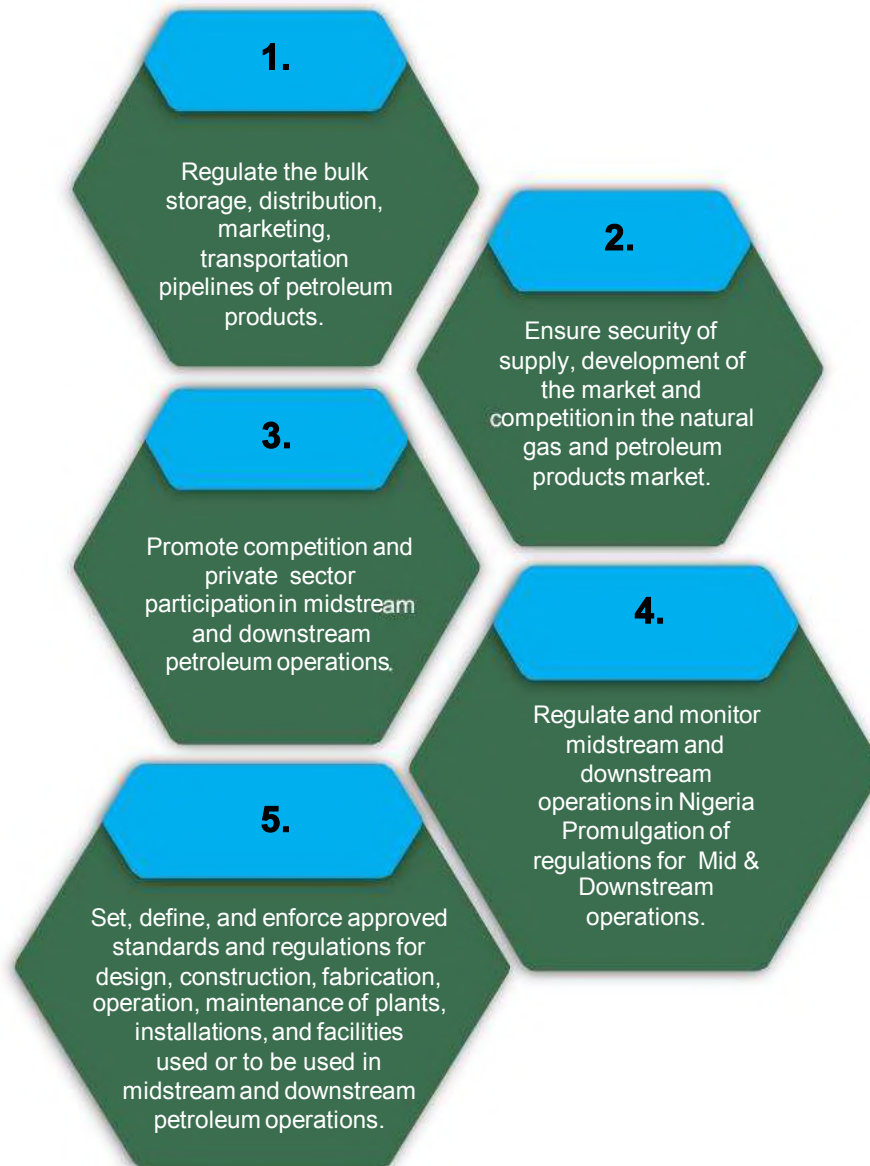 1.
Regulate the bulk
storage, distribution,
marketing,
transportation
pipelines of petroleum
products.
2.
Ensure security of
supply, development of
the market and
competition in the natural
gas and petroleum
products market.
3.
Promote competition and
private sector
participation in midstream
and downstream
petroleum operations.
4.
Regulate and monitor
midstream and
downstream
operations in Nigeria
Promulgation of
regulations for Mid &
Downstream
operations.
5.
Set, define, and enforce approved
standards and regulations for
design, construction, fabrication,
operation, maintenance of plants,
installations, and facilities
used or to be used in
midstream and downstream
petroleum operations.